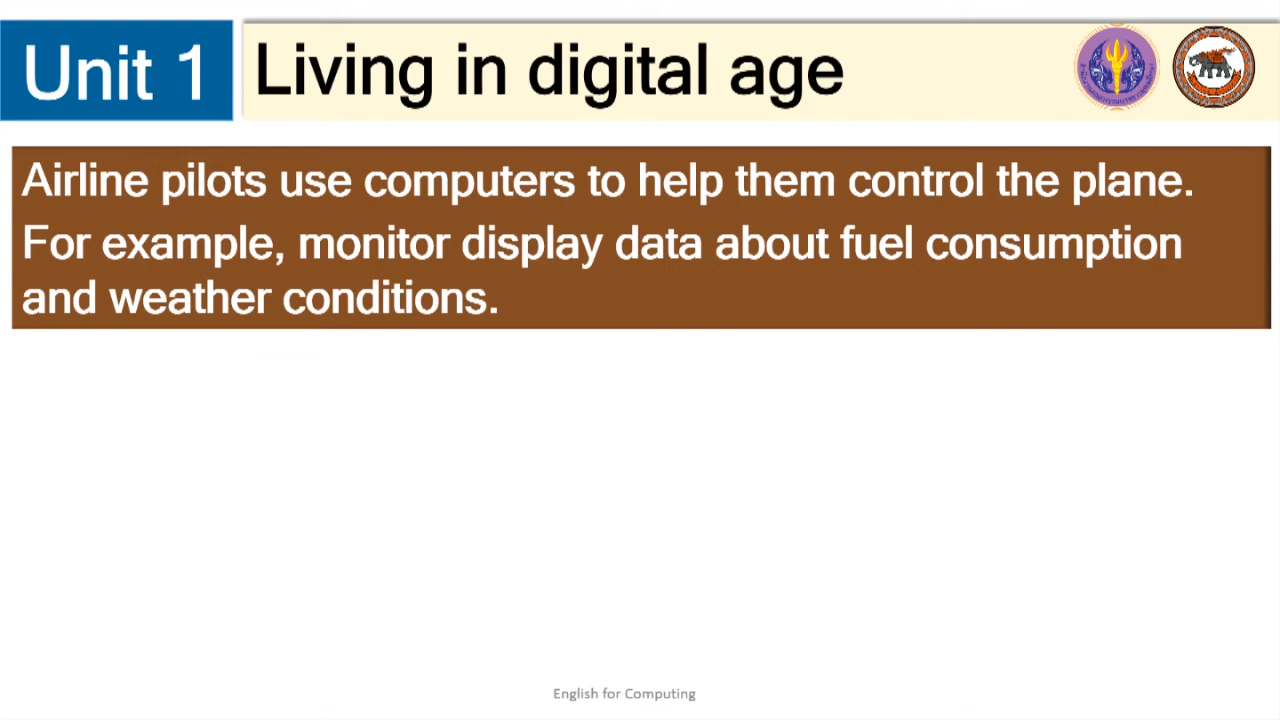 Unit 1
Living in digital age
Airline pilots use computers to help them control the plane.
For example, monitor display data about fuel consumption
and weather conditions.
English for Computing